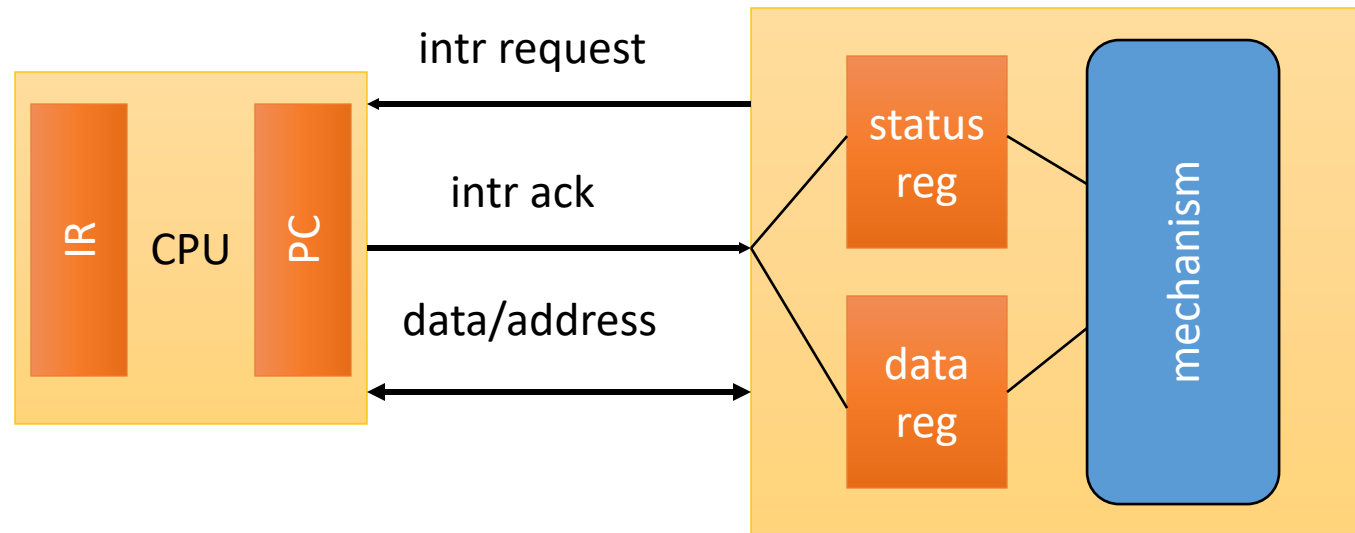 intr request
IR
CPU
PC
intr ack
data/address
status
reg
data
reg
mechanism